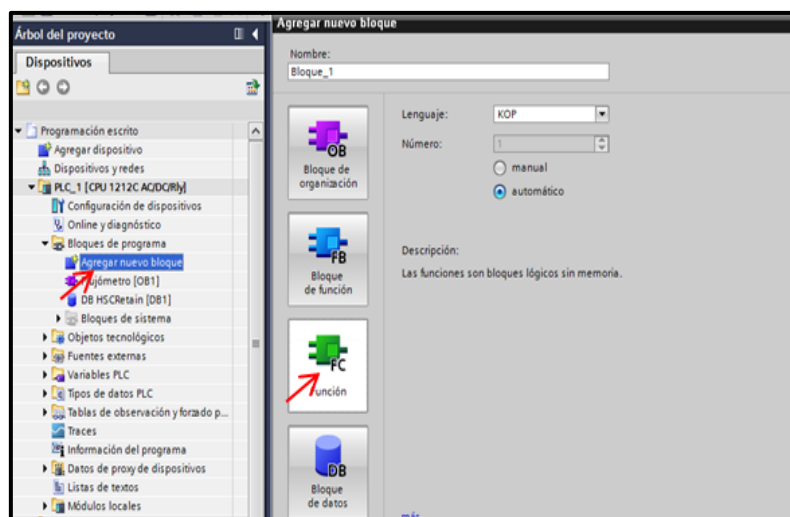 Árbol del proyecto
Dispositivos
Programación escrito
Agregar dispositivo
Dispositivos y redes
PLC_1 [CPU 1212C AC/DC/Rly]
Configuración de dispositivos
Online y diagnóstico
Bloques de programa
Agregar nuevo bloque
[OB1]
DB HSCRetain [DB1]
Bloques de sistema
Objetos tecnológicos
Fuentes externas
Variables PLC
Tipos de datos PLC
Tablas de observación y forzado p...
Traces
Información del programa
Datos de proxy de dispositivos
Listas de textos
Módulos locales
Agregar nuevo bloque
Nombre:
Bloque_1
OB
Bloque de
organización
FB
Bloque
de función
FC
Función
DB
Bloque
de datos
Lenguaje:
KOP
Número:
1
manual
automático
Descripción:
Las funciones son bloques lógicos sin memoria.